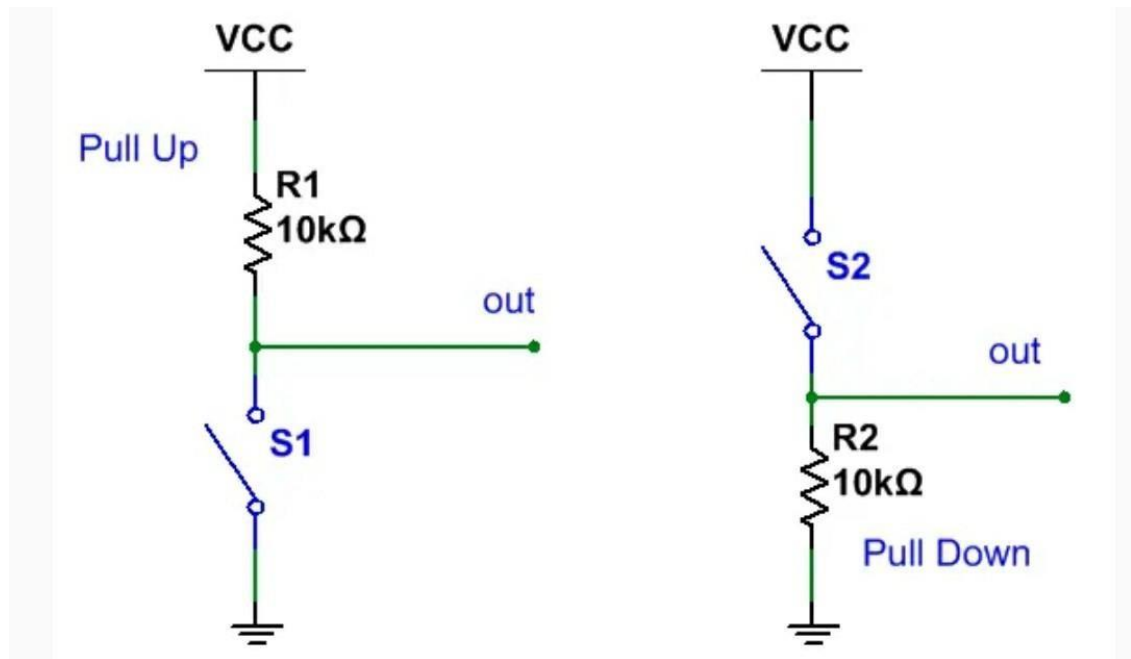 VCC
Pull Up
R1
10kΩ
out
S1
VCC
S2
out
R2
10kΩ
Pull Down